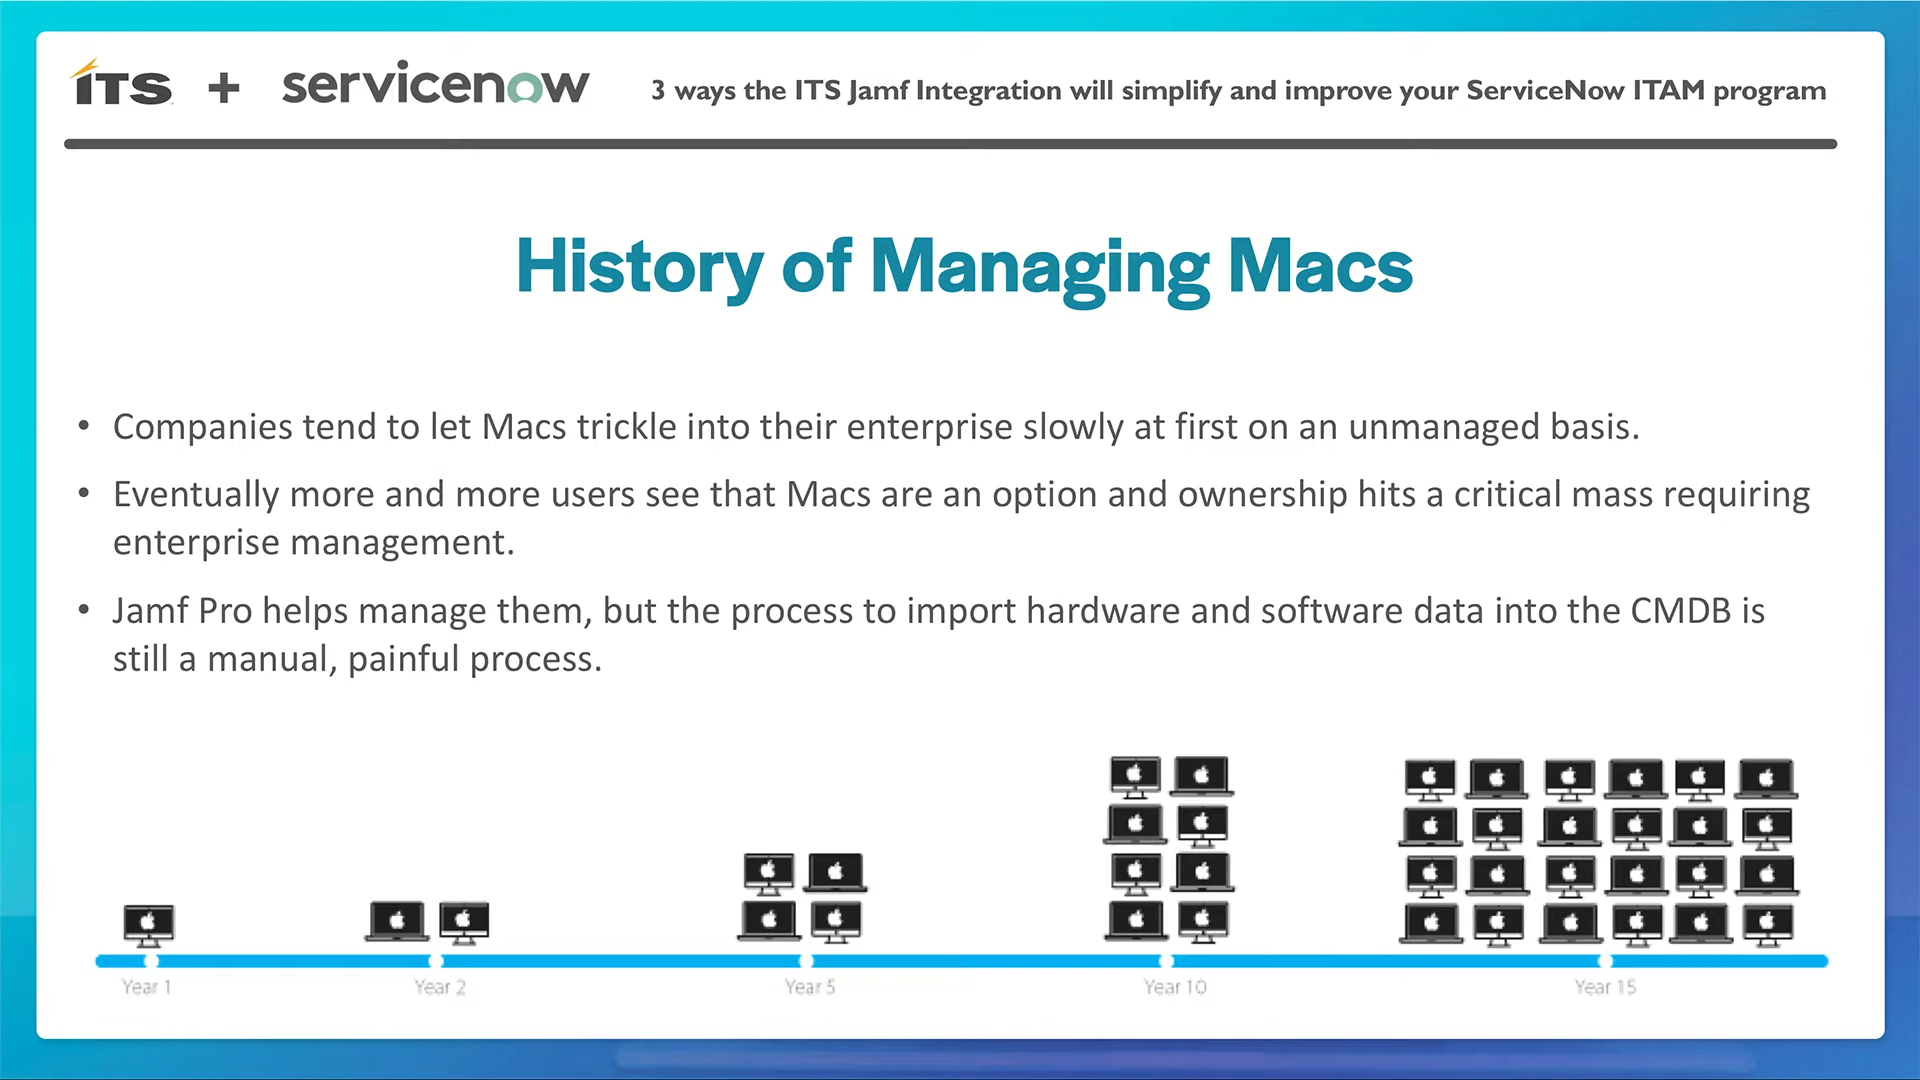 ITS + servicenow 3 ways the ITS Jamf Integration will simplify and improve your ServiceNow ITAM program
History of Managing Macs
• Companies tend to let Macs trickle into their enterprise slowly at first on an unmanaged basis.
• Eventually more and more users see that Macs are an option and ownership hits a critical mass requiring
enterprise management.
• Jamf Pro helps manage them, but the process to import hardware and software data into the CMDB is
still a manual, painful process.
Year 1 Year 2 Year 5 Year 10 Year 15